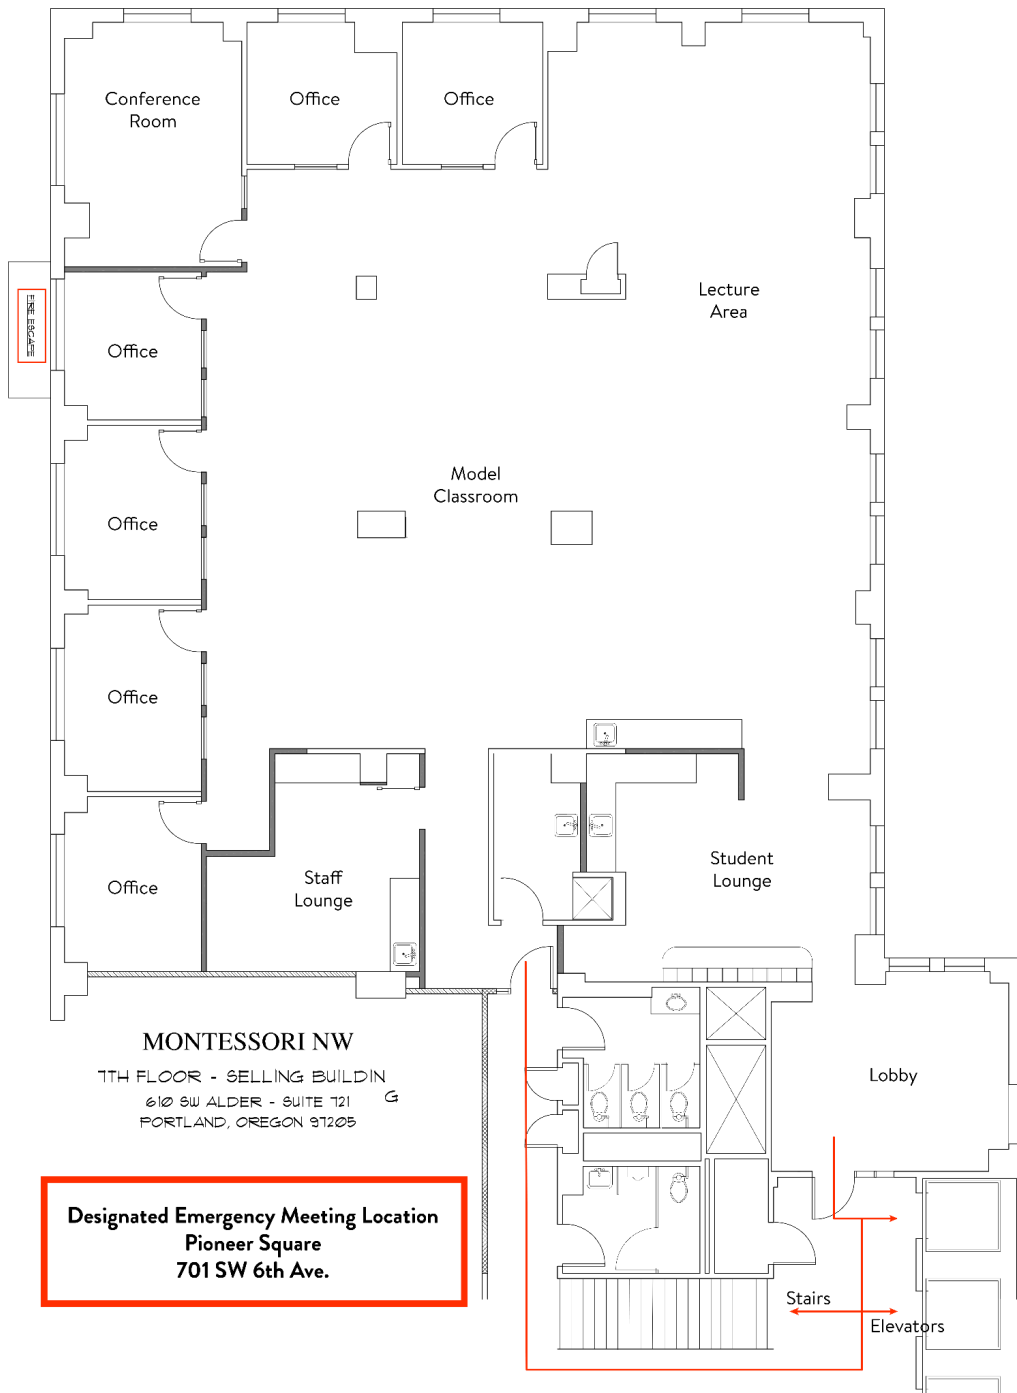 Conference
Room
Office
Office
Lecture
Area
FIRE ESCAPE
Office
Model
Classroom
Office
Office
Student
Lounge
Staff
Lounge
Office
MONTESSORI NW
7TH FLOOR - SELLING BUILDIN
G
610 SW ALDER - SUITE 721
PORTLAND, OREGON 97205
Lobby
Designated Emergency Meeting Location
Pioneer Square
701 SW 6th Ave.
Stairs
Elevators